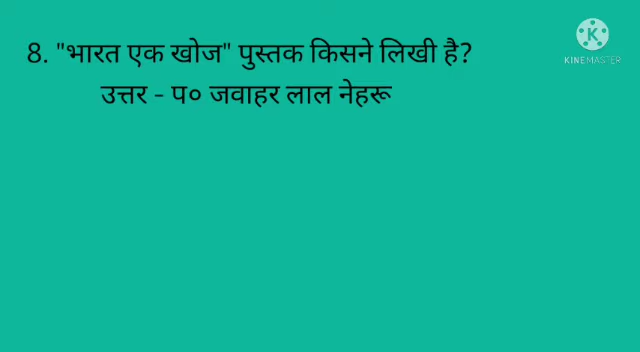 8. "भारत एक खोज" पुस्तक किसने लिखी है?
उत्तर - प० जवाहर लाल नेहरू
K
KINEMASTER